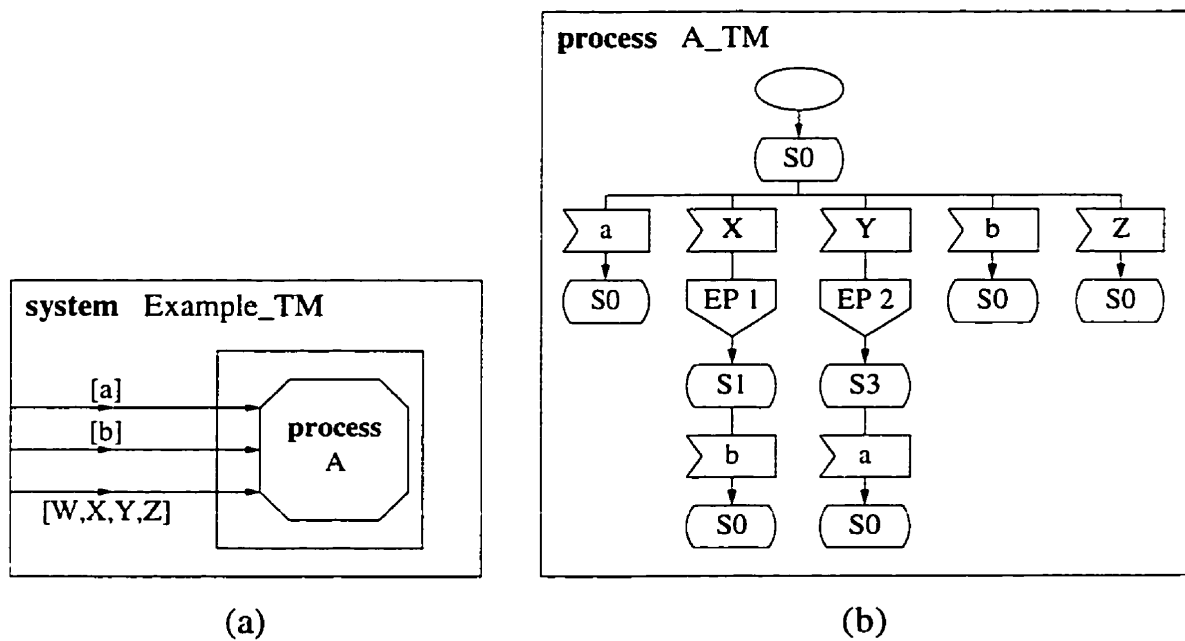 process A_TM
S0
a X Y b Z
S0 EP 1 EP 2 S0 S0
S1 S3
b a
S0 S0
system Example_TM
[a]
[b]
process
A
[W,X,Y,Z]
(a) (b)